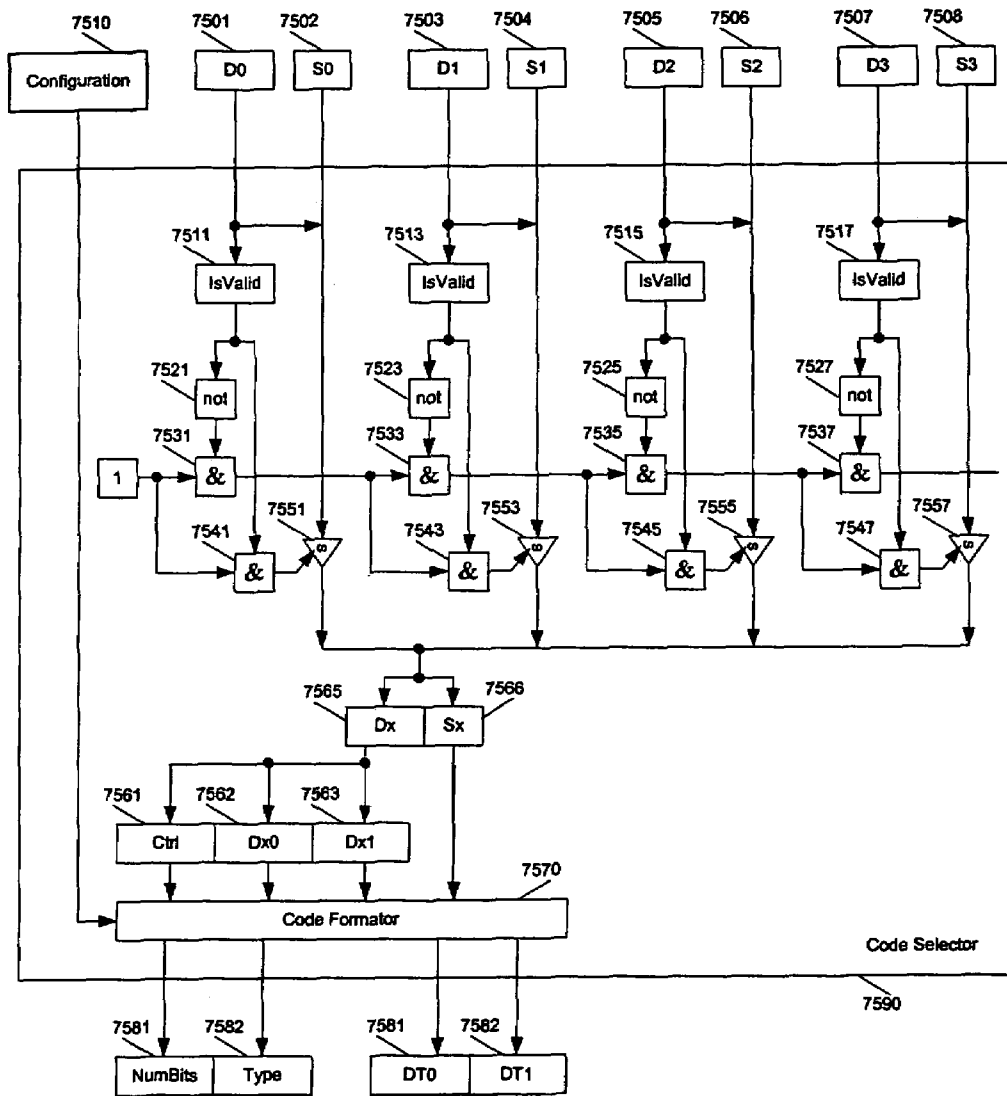 7510 7501 7502 7503 7504 7505 7506 7507 7508
Configuration D0 S0 D1 S1 D2 S2 D3 S3
7511 7513 7515 7517
IsValid IsValid IsValid IsValid
7521 7523 7525 7527
not not not not
7531 7533 7535 7537
1 & & & &
7541 7551 7543 7553 7545 7555 7547 7557
& s & s & s & s
7565 7566
Dx Sx
7561 7562 7563
Ctrl Dx0 Dx1
7570
Code Formator
Code Selector
7590
7581 7582 7581 7582
NumBits Type DT0 DT1